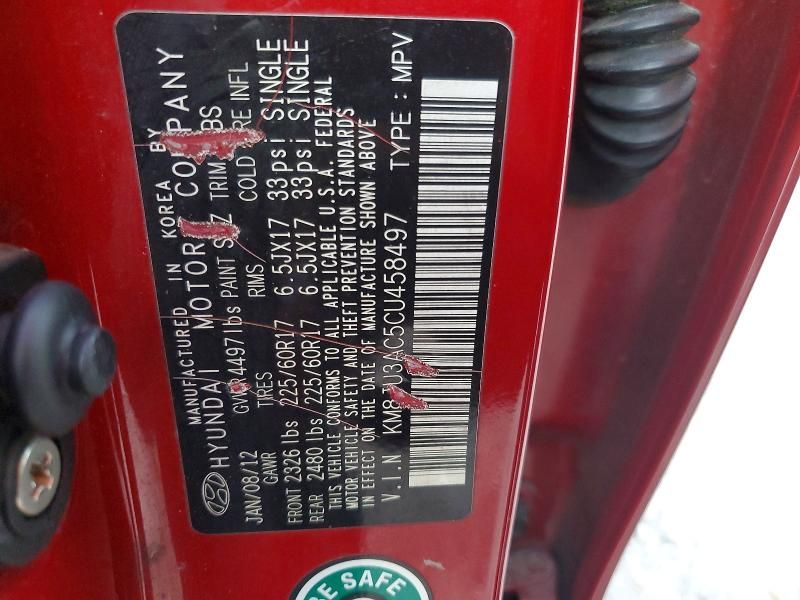 MANUFACTURED IN KOREA BY
HYUNDAI MOTOR COMPANY
JAN/08/12 4497lbs PAINT TRIM
GAWR TIRES RIMS COLD INFL
FRONT 2326 lbs 225/60R17 6.5JX17 33psi SINGLE
REAR 2480 lbs 225/60R17 6.5JX17 33psi SINGLE
THIS VEHICLE CONFORMS TO ALL APPLICABLE U.S.A. FEDERAL
MOTOR VEHICLE SAFETY AND THEFT PREVENTION STANDARDS
IN EFFECT ON THE DATE OF MANUFACTURE SHOWN ABOVE
V.I.N TYPE : MPV
SAFE